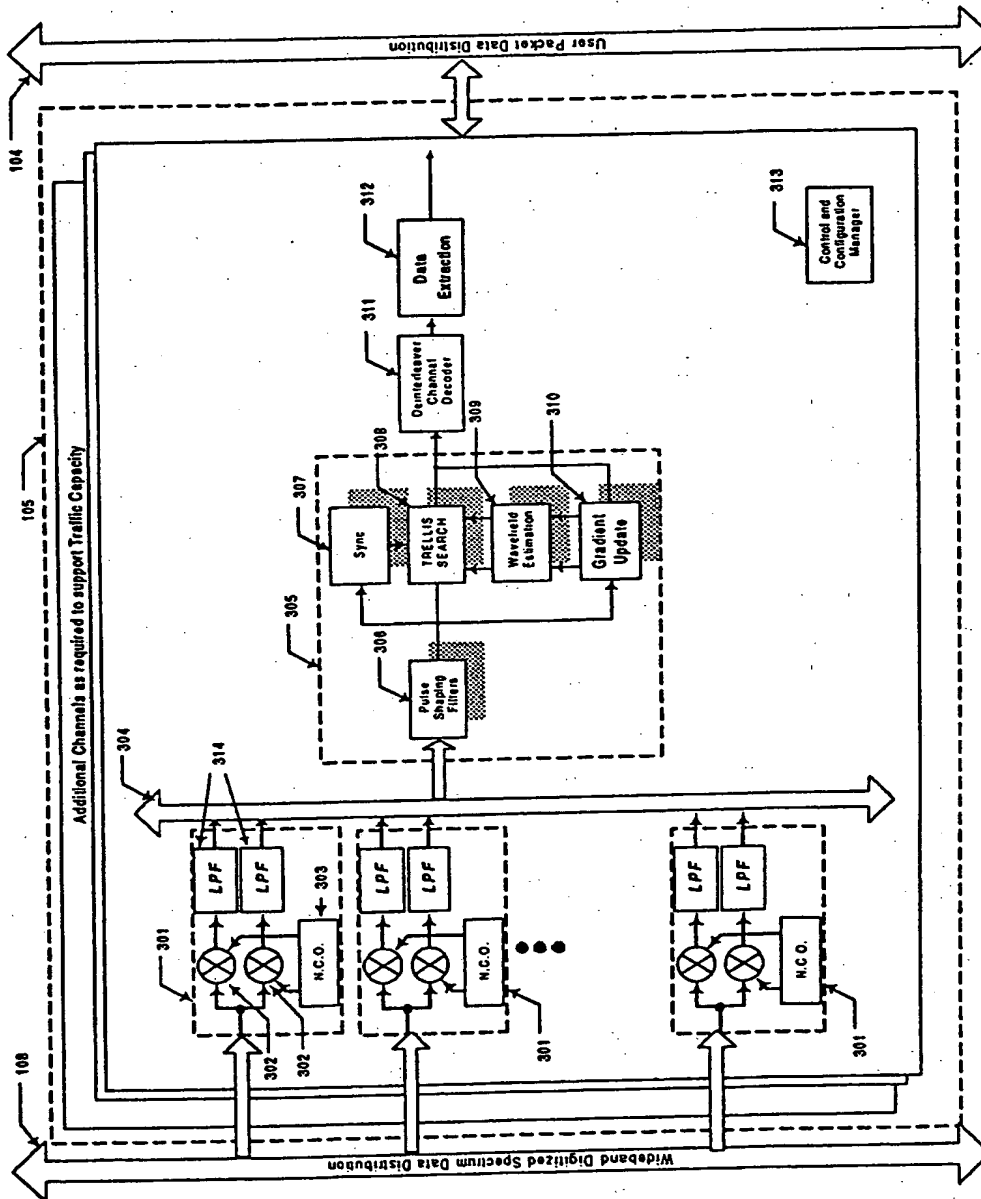 104
105
Additional Channels as required to support Traffic Capacity
User Packet Data Distribution
312
Data
Extraction
311
Deinterleaver
Channel
Decoder
313
Control and
Configuration
Manager
305
307
308
309
310
Sync
TRELLIS
SEARCH
Wavefield
Estimation
Gradient
Update
306
Pulse
Shaping
Filters
304
314
301
LPF
LPF
303
N.C.O.
302
302
LPF
LPF
N.C.O.
301
LPF
LPF
N.C.O.
301
108
Wideband Digitized Spectrum Data Distribution